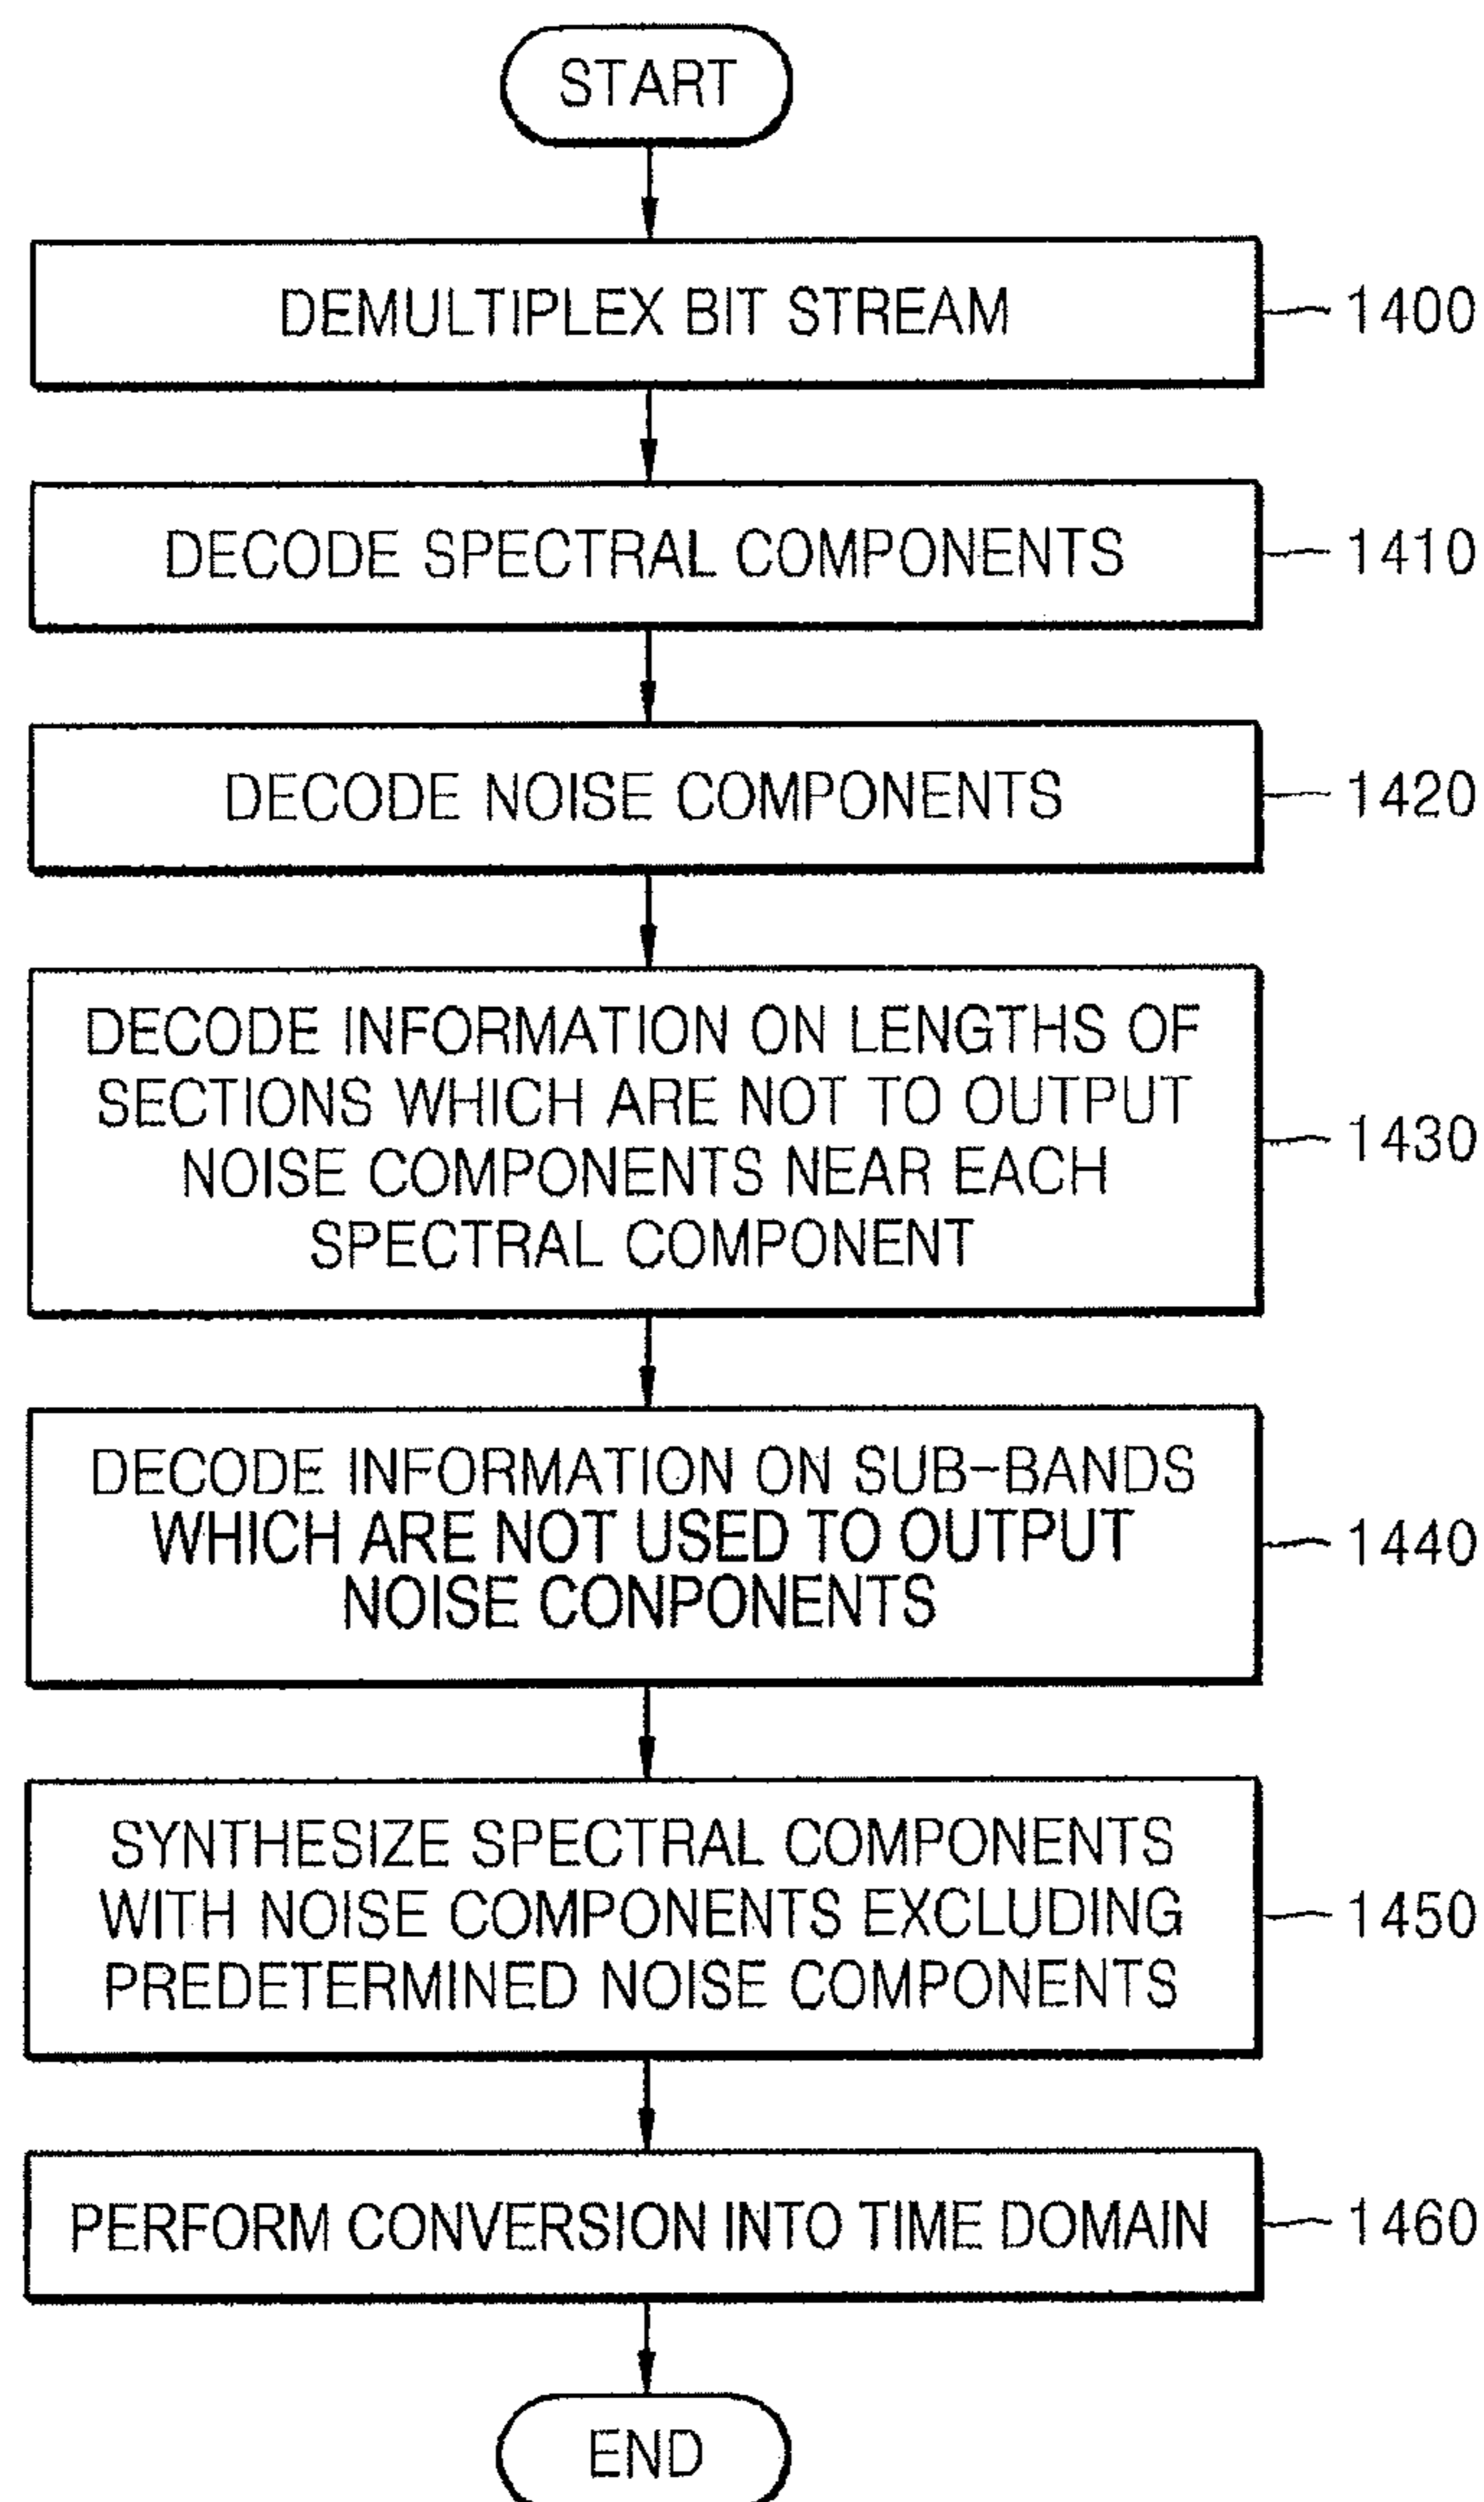 START
DEMULTIPLEX BIT STREAM
1400
DECODE SPECTRAL COMPONENTS
1410
DECODE NOISE COMPONENTS
1420
DECODE INFORMATION ON LENGTHS OF
SECTIONS WHICH ARE NOT TO OUTPUT
NOISE COMPONENTS NEAR EACH
SPECTRAL COMPONENT
1430
DECODE INFORMATION ON SUB-BANDS
WHICH ARE NOT USED TO OUTPUT
NOISE CONPONENTS
1440
SYNTHESIZE SPECTRAL COMPONENTS
WITH NOISE COMPONENTS EXCLUDING
PREDETERMINED NOISE COMPONENTS
1450
PERFORM CONVERSION INTO TIME DOMAIN
1460
END